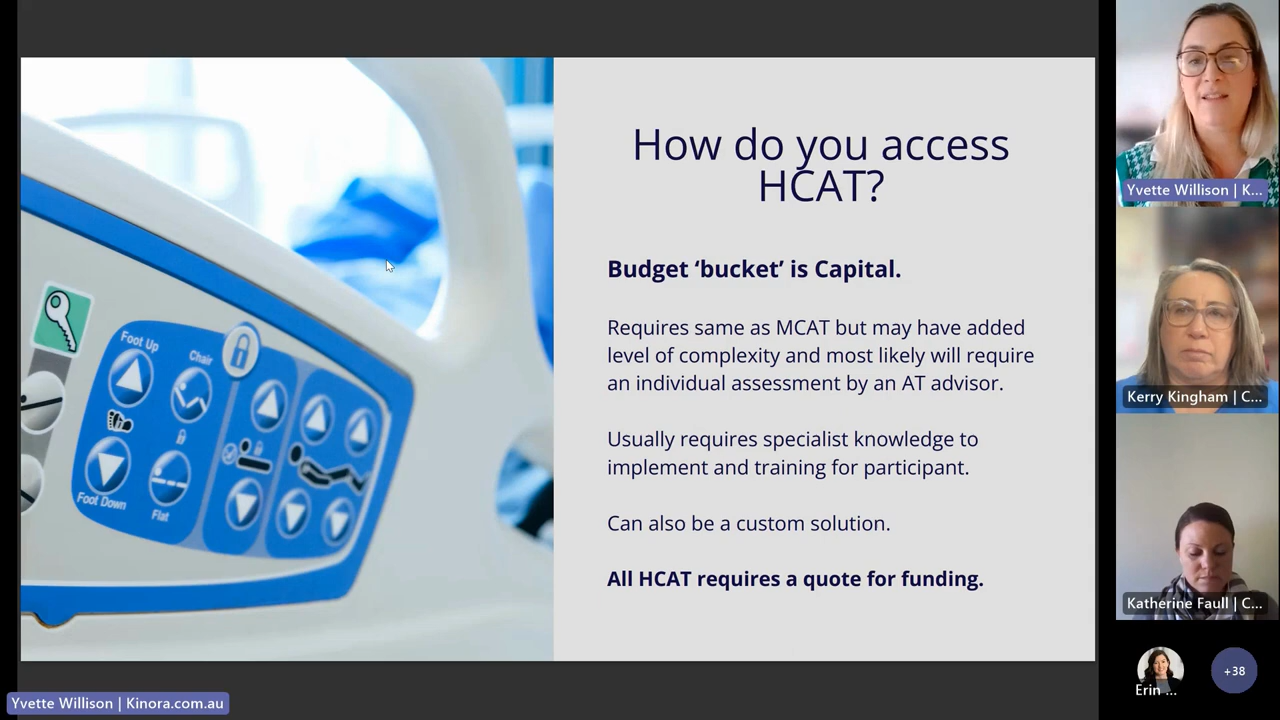 How do you access
HCAT?
Budget ‘bucket’ is Capital.
Requires same as MCAT but may have added
level of complexity and most likely will require
an individual assessment by an AT advisor.
Usually requires specialist knowledge to
implement and training for participant.
Can also be a custom solution.
All HCAT requires a quote for funding.
Foot Up
Chair
Foot Down
Flat
Yvette Willison | K...
Kerry Kingham | C...
Katherine Faull | C...
Erin ...
+38
Yvette Willison | Kinora.com.au